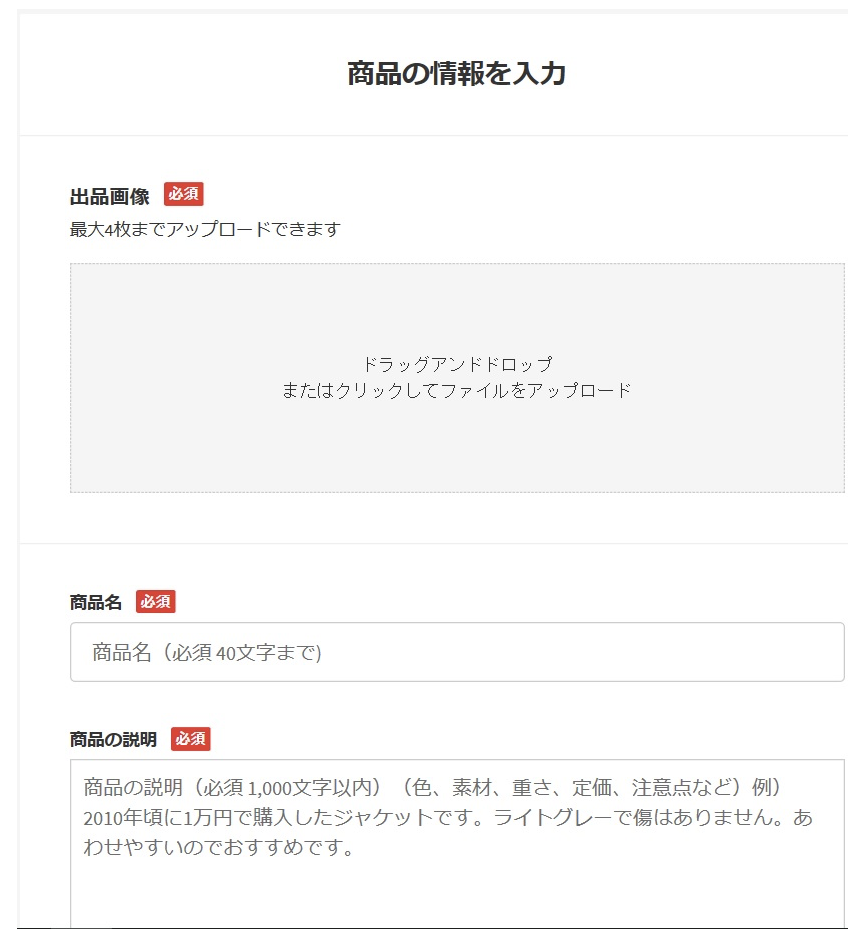 商品の情報を入力
出品画像 必須
最大4枚までアップロードできます
ドラッグアンドドロップ
またはクリックしてファイルをアップロード
商品名 必須
商品名（必須 40文字まで)
商品の説明 必須
商品の説明（必須 1,000文字以内）（色、素材、重さ、定価、注意点など）例）
2010年頃に1万円で購入したジャケットです。ライトグレーで傷はありません。あ
わせやすいのでおすすめです。